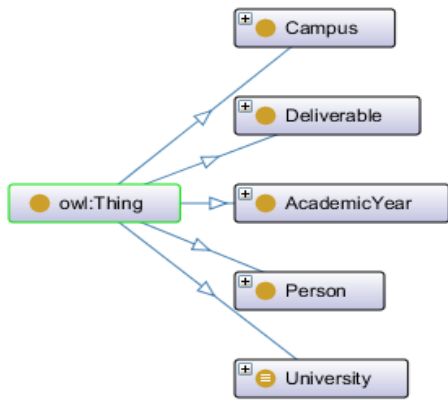 Campus
Deliverable
owl:Thing
AcademicYear
Person
University